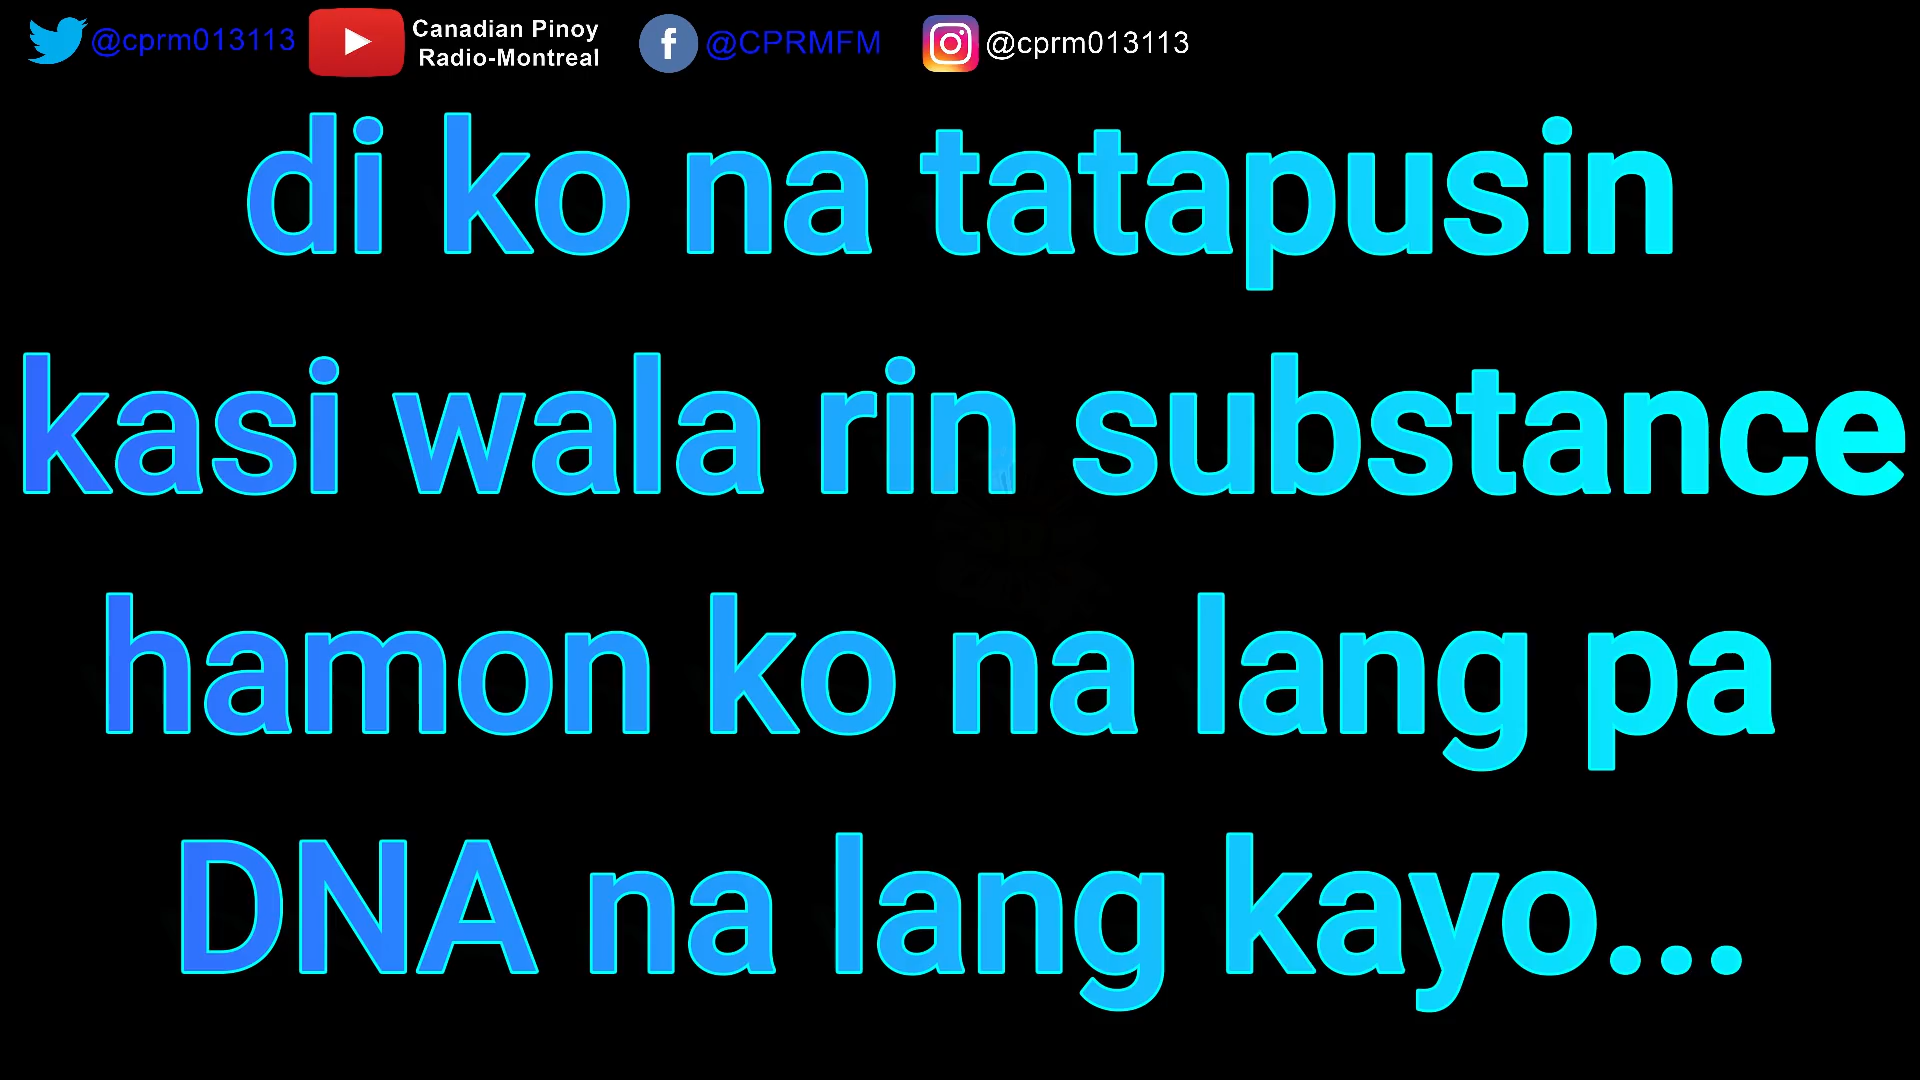 @cprm013113 Canadian Pinoy Radio-Montreal @CPRMFM @cprm013113
di ko na tatapusin
kasi wala rin substance
hamon ko na lang pa
DNA na lang kayo...